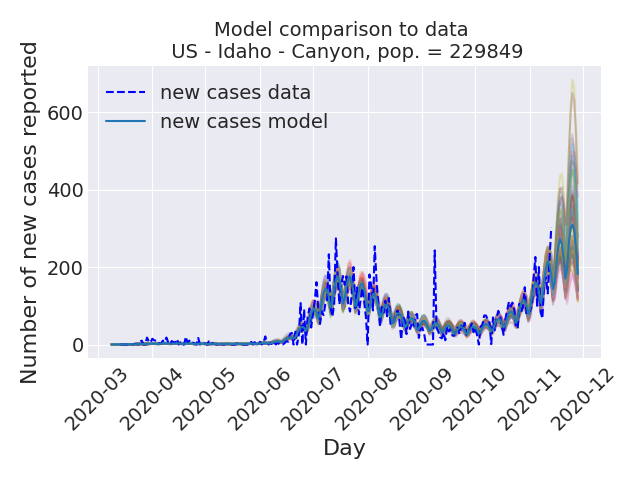 Model comparison to data
US - Idaho - Canyon, pop. = 229849
Number of new cases reported
600
400
200
0
new cases data
new cases model
2020-03
2020-04
2020-05
2020-06
2020-07
2020-08
2020-09
2020-10
2020-11
2020-12
Day